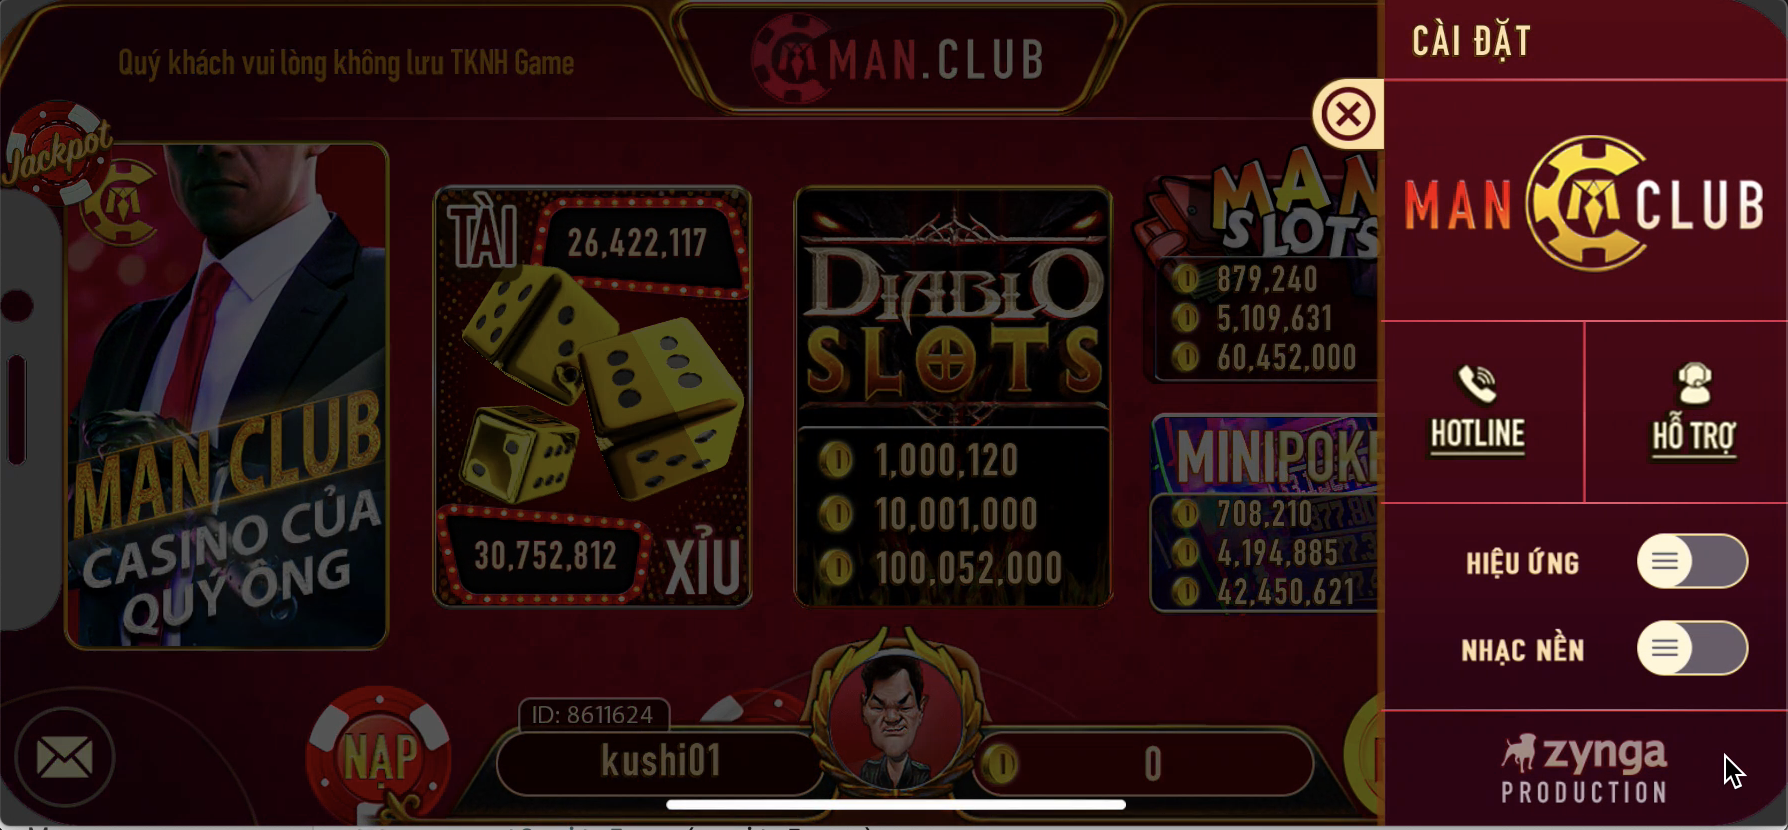 Quý khách vui lòng không lưu TKNH Game
MAN.CLUB
CÀI ĐẶT
Jackpot
MAN CLUB
CASINO CỦA
QUÝ ÔNG
TÀI
26,422,117
30,752,812
XỈU
DIABLO
SLOTS
1,000,120
10,001,000
100,052,000
MAN
SLOTS
879,240
5,109,631
60,452,000
MINIPOKE
708,210
4,194,885
42,450,621
MAN CLUB
HOTLINE
HỖ TRỢ
HIỆU ỨNG
NHẠC NỀN
zynga
PRODUCTION
NẠP
ID: 8611624
kushi01
0